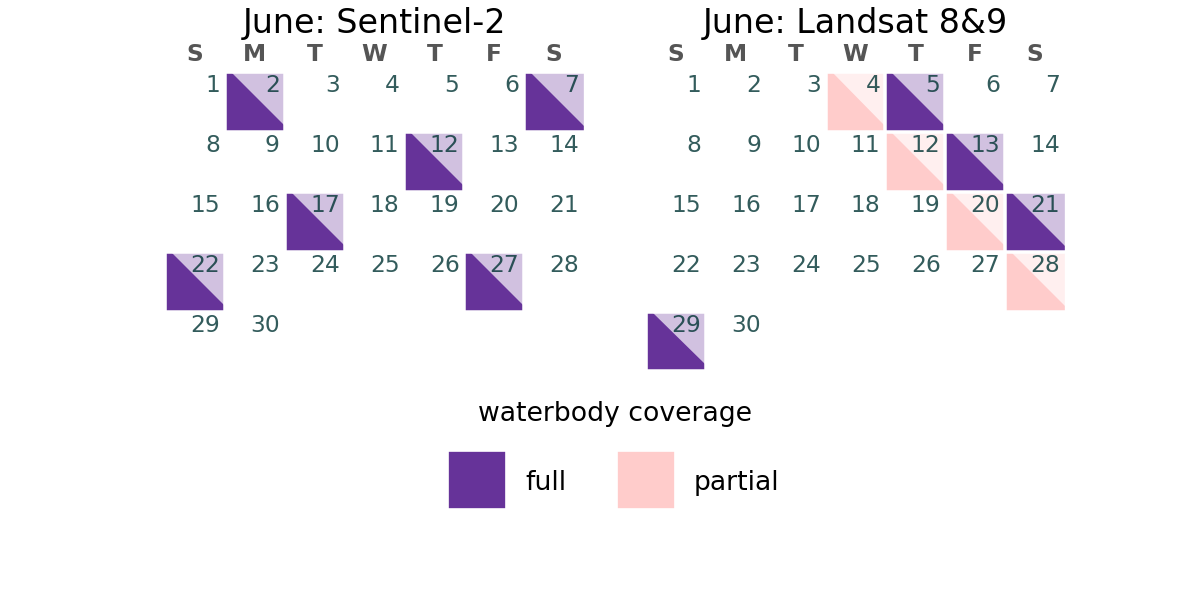 June: Sentinel-2
S M T W T F S
1 2 3 4 5 6 7
8 9 10 11 12 13 14
15 16 17 18 19 20 21
22 23 24 25 26 27 28
29 30
June: Landsat 8&9
S M T W T F S
1 2 3 4 5 6 7
8 9 10 11 12 13 14
15 16 17 18 19 20 21
22 23 24 25 26 27 28
29 30
waterbody coverage
full
partial